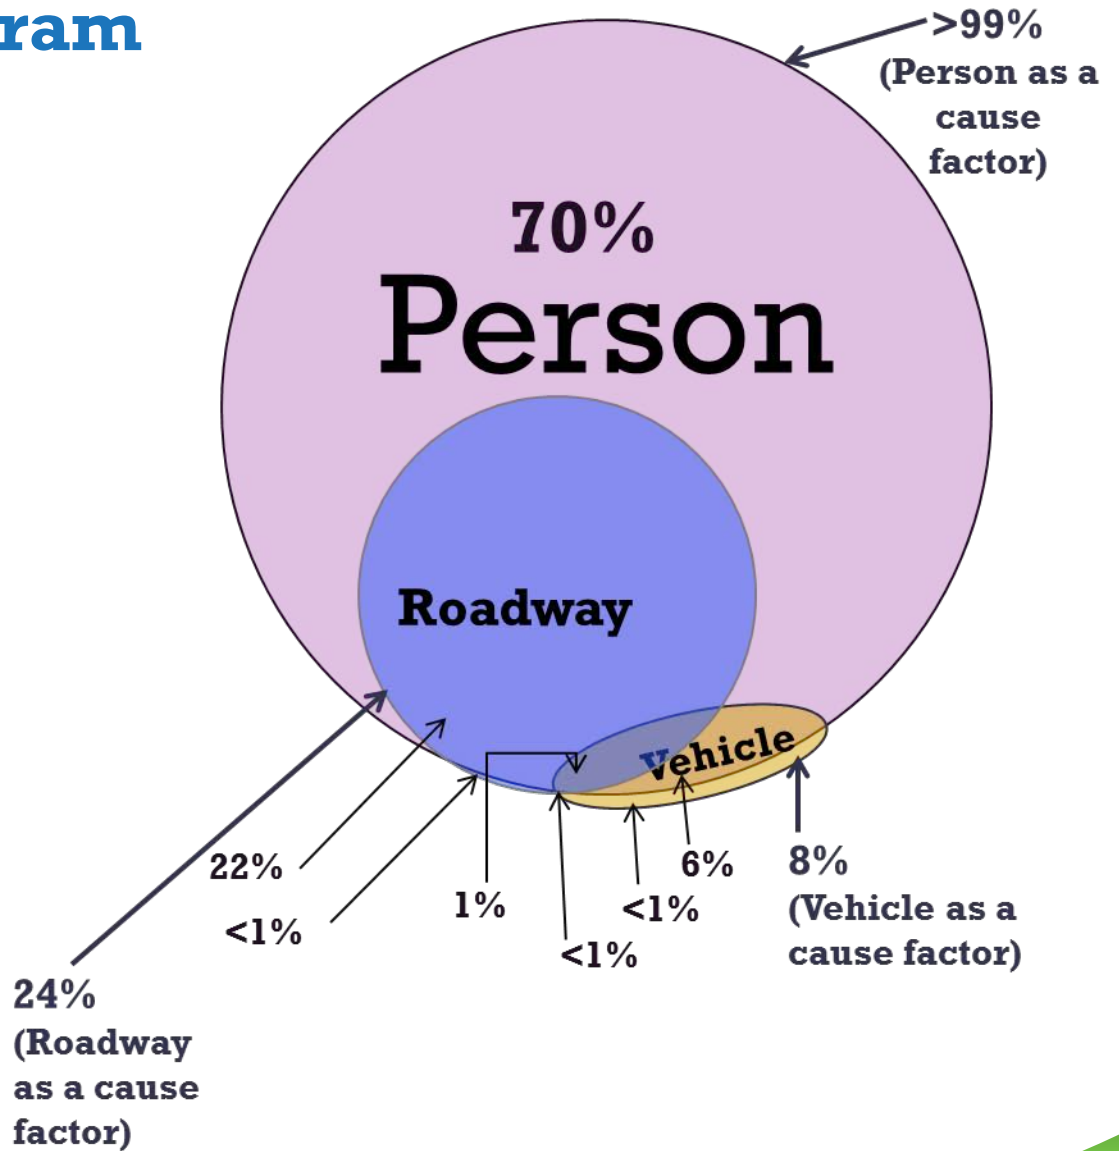 ram
>99%
(Person as a
cause
factor)
70%
Person
Roadway
Vehicle
22%
<1%
1%
<1%
<1%
6%
8%
(Vehicle as a
cause factor)
24%
(Roadway
as a cause
factor)